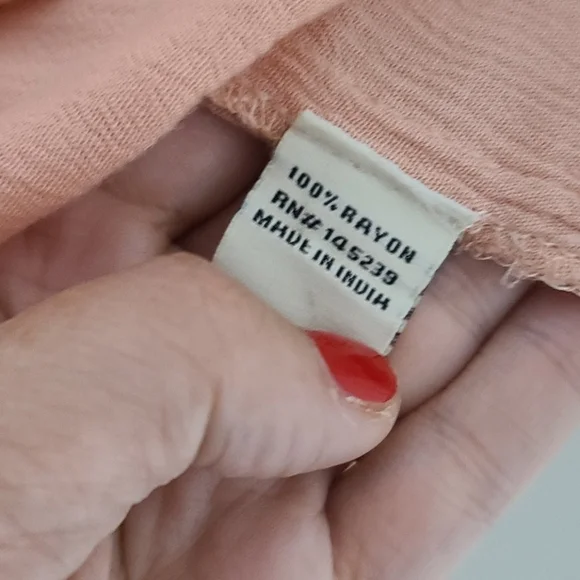 100% RAYON
RN# 145239
MADE IN INDIA